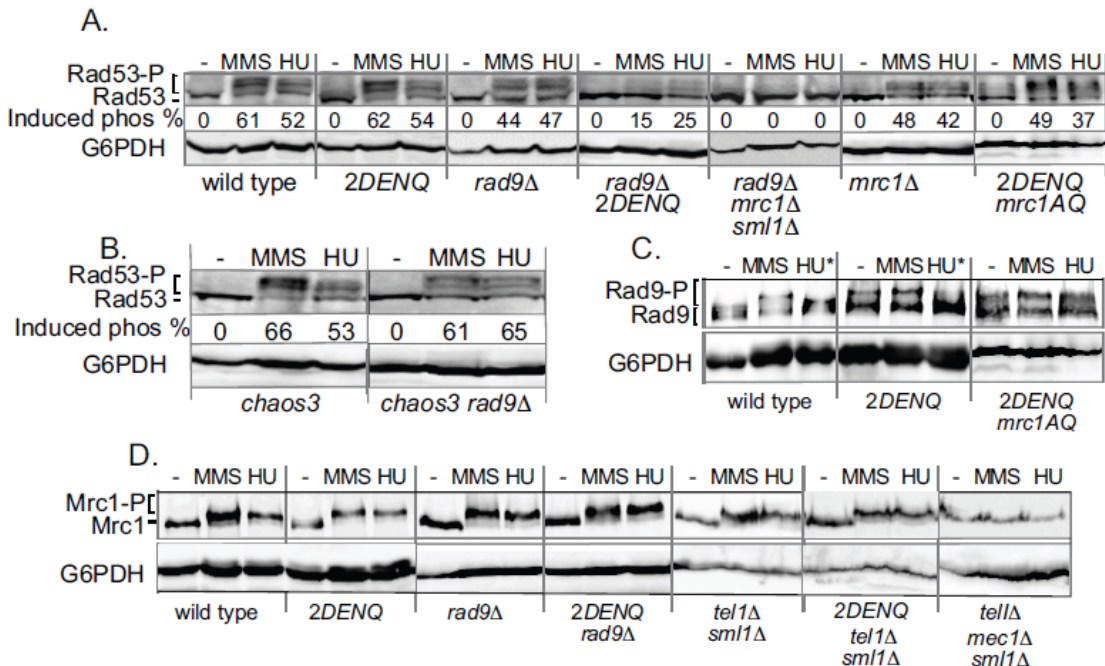 A.
- MMS HU - MMS HU - MMS HU - MMS HU - MMS HU - MMS HU - MMS HU
Rad53-P
Rad53
Induced phos % 0 61 52 0 62 54 0 44 47 0 15 25 0 0 0 0 48 42 0 49 37
G6PDH
wild type 2DENQ rad9Δ rad9Δ rad9Δ mrc1Δ 2DENQ
2DENQ mrc1Δ mrc1AQ
sml1Δ
B.
- MMS HU - MMS HU
Rad53-P
Rad53
Induced phos % 0 66 53 0 61 65
G6PDH
chaos3 chaos3 rad9Δ
C.
- MMS HU* - MMS HU* - MMS HU
Rad9-P
Rad9
G6PDH
wild type 2DENQ 2DENQ
mrc1AQ
D.
- MMS HU - MMS HU - MMS HU - MMS HU - MMS HU - MMS HU - MMS HU
Mrc1-P
Mrc1
G6PDH
wild type 2DENQ rad9Δ 2DENQ tel1Δ 2DENQ tellΔ
rad9Δ sml1Δ tel1Δ mec1Δ
sml1Δ sml1Δ